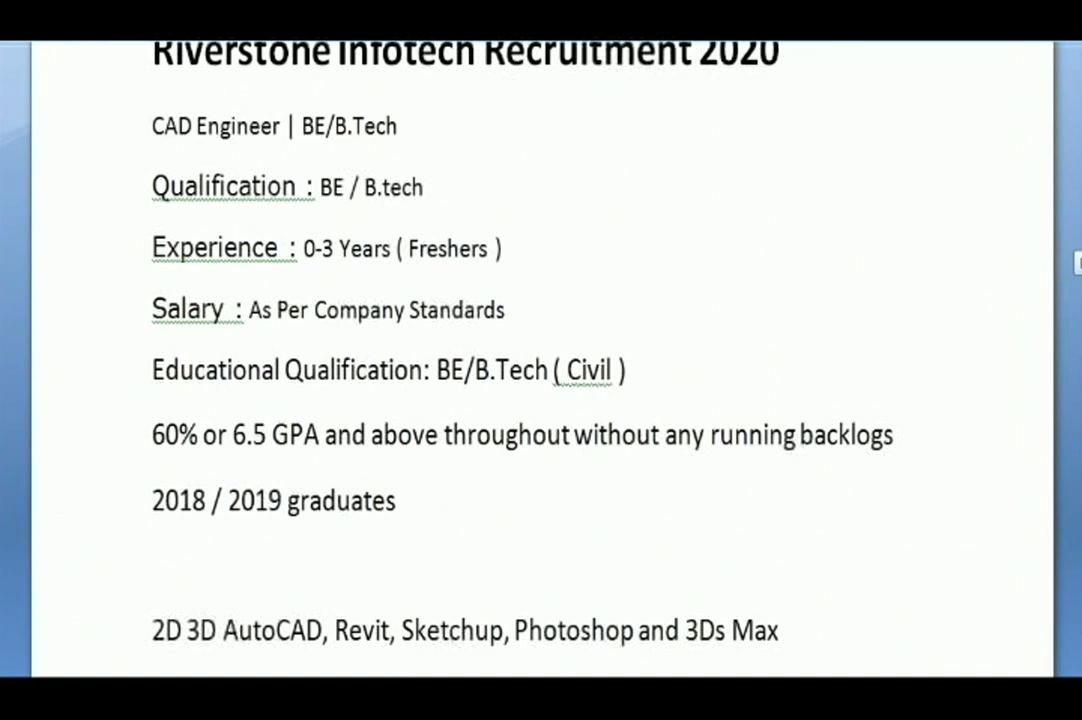 Riverstone Infotech Recruitment 2020
CAD Engineer | BE/B.Tech
Qualification : BE / B.tech
Experience : 0-3 Years ( Freshers )
Salary : As Per Company Standards
Educational Qualification: BE/B.Tech ( Civil )
60% or 6.5 GPA and above throughout without any running backlogs
2018 / 2019 graduates
2D 3D AutoCAD, Revit, Sketchup, Photoshop and 3Ds Max